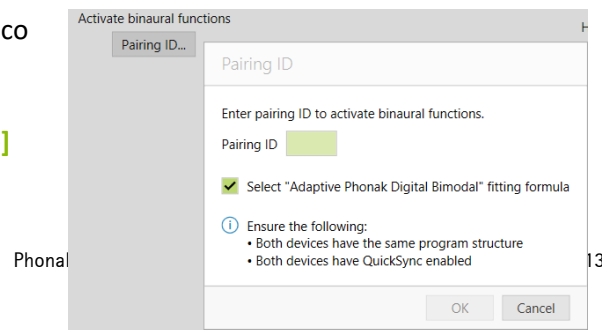 Activate binaural functions
co
H
Pairing ID...
Pairing ID
Enter pairing ID to activate binaural functions.
Pairing ID
]
Select "Adaptive Phonak Digital Bimodal" fitting formula
Ensure the following:
• Both devices have the same program structure
• Both devices have QuickSync enabled
Phonal
13
OK
Cancel